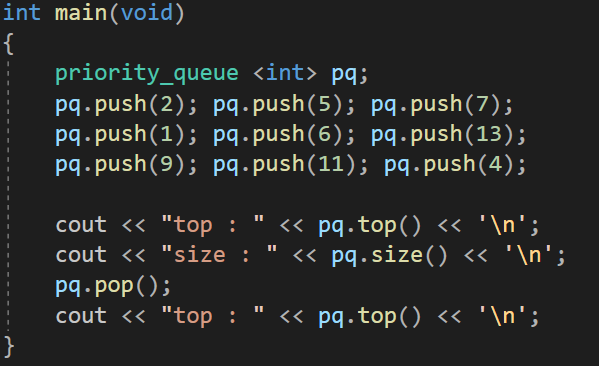 int main(void)
{
priority_queue <int> pq;
pq.push(2); pq.push(5); pq.push(7);
pq.push(1); pq.push(6); pq.push(13);
pq.push(9); pq.push(11); pq.push(4);
cout << "top : " << pq.top() << '\n';
cout << "size : " << pq.size() << '\n';
pq.pop();
cout << "top : " << pq.top() << '\n';
}